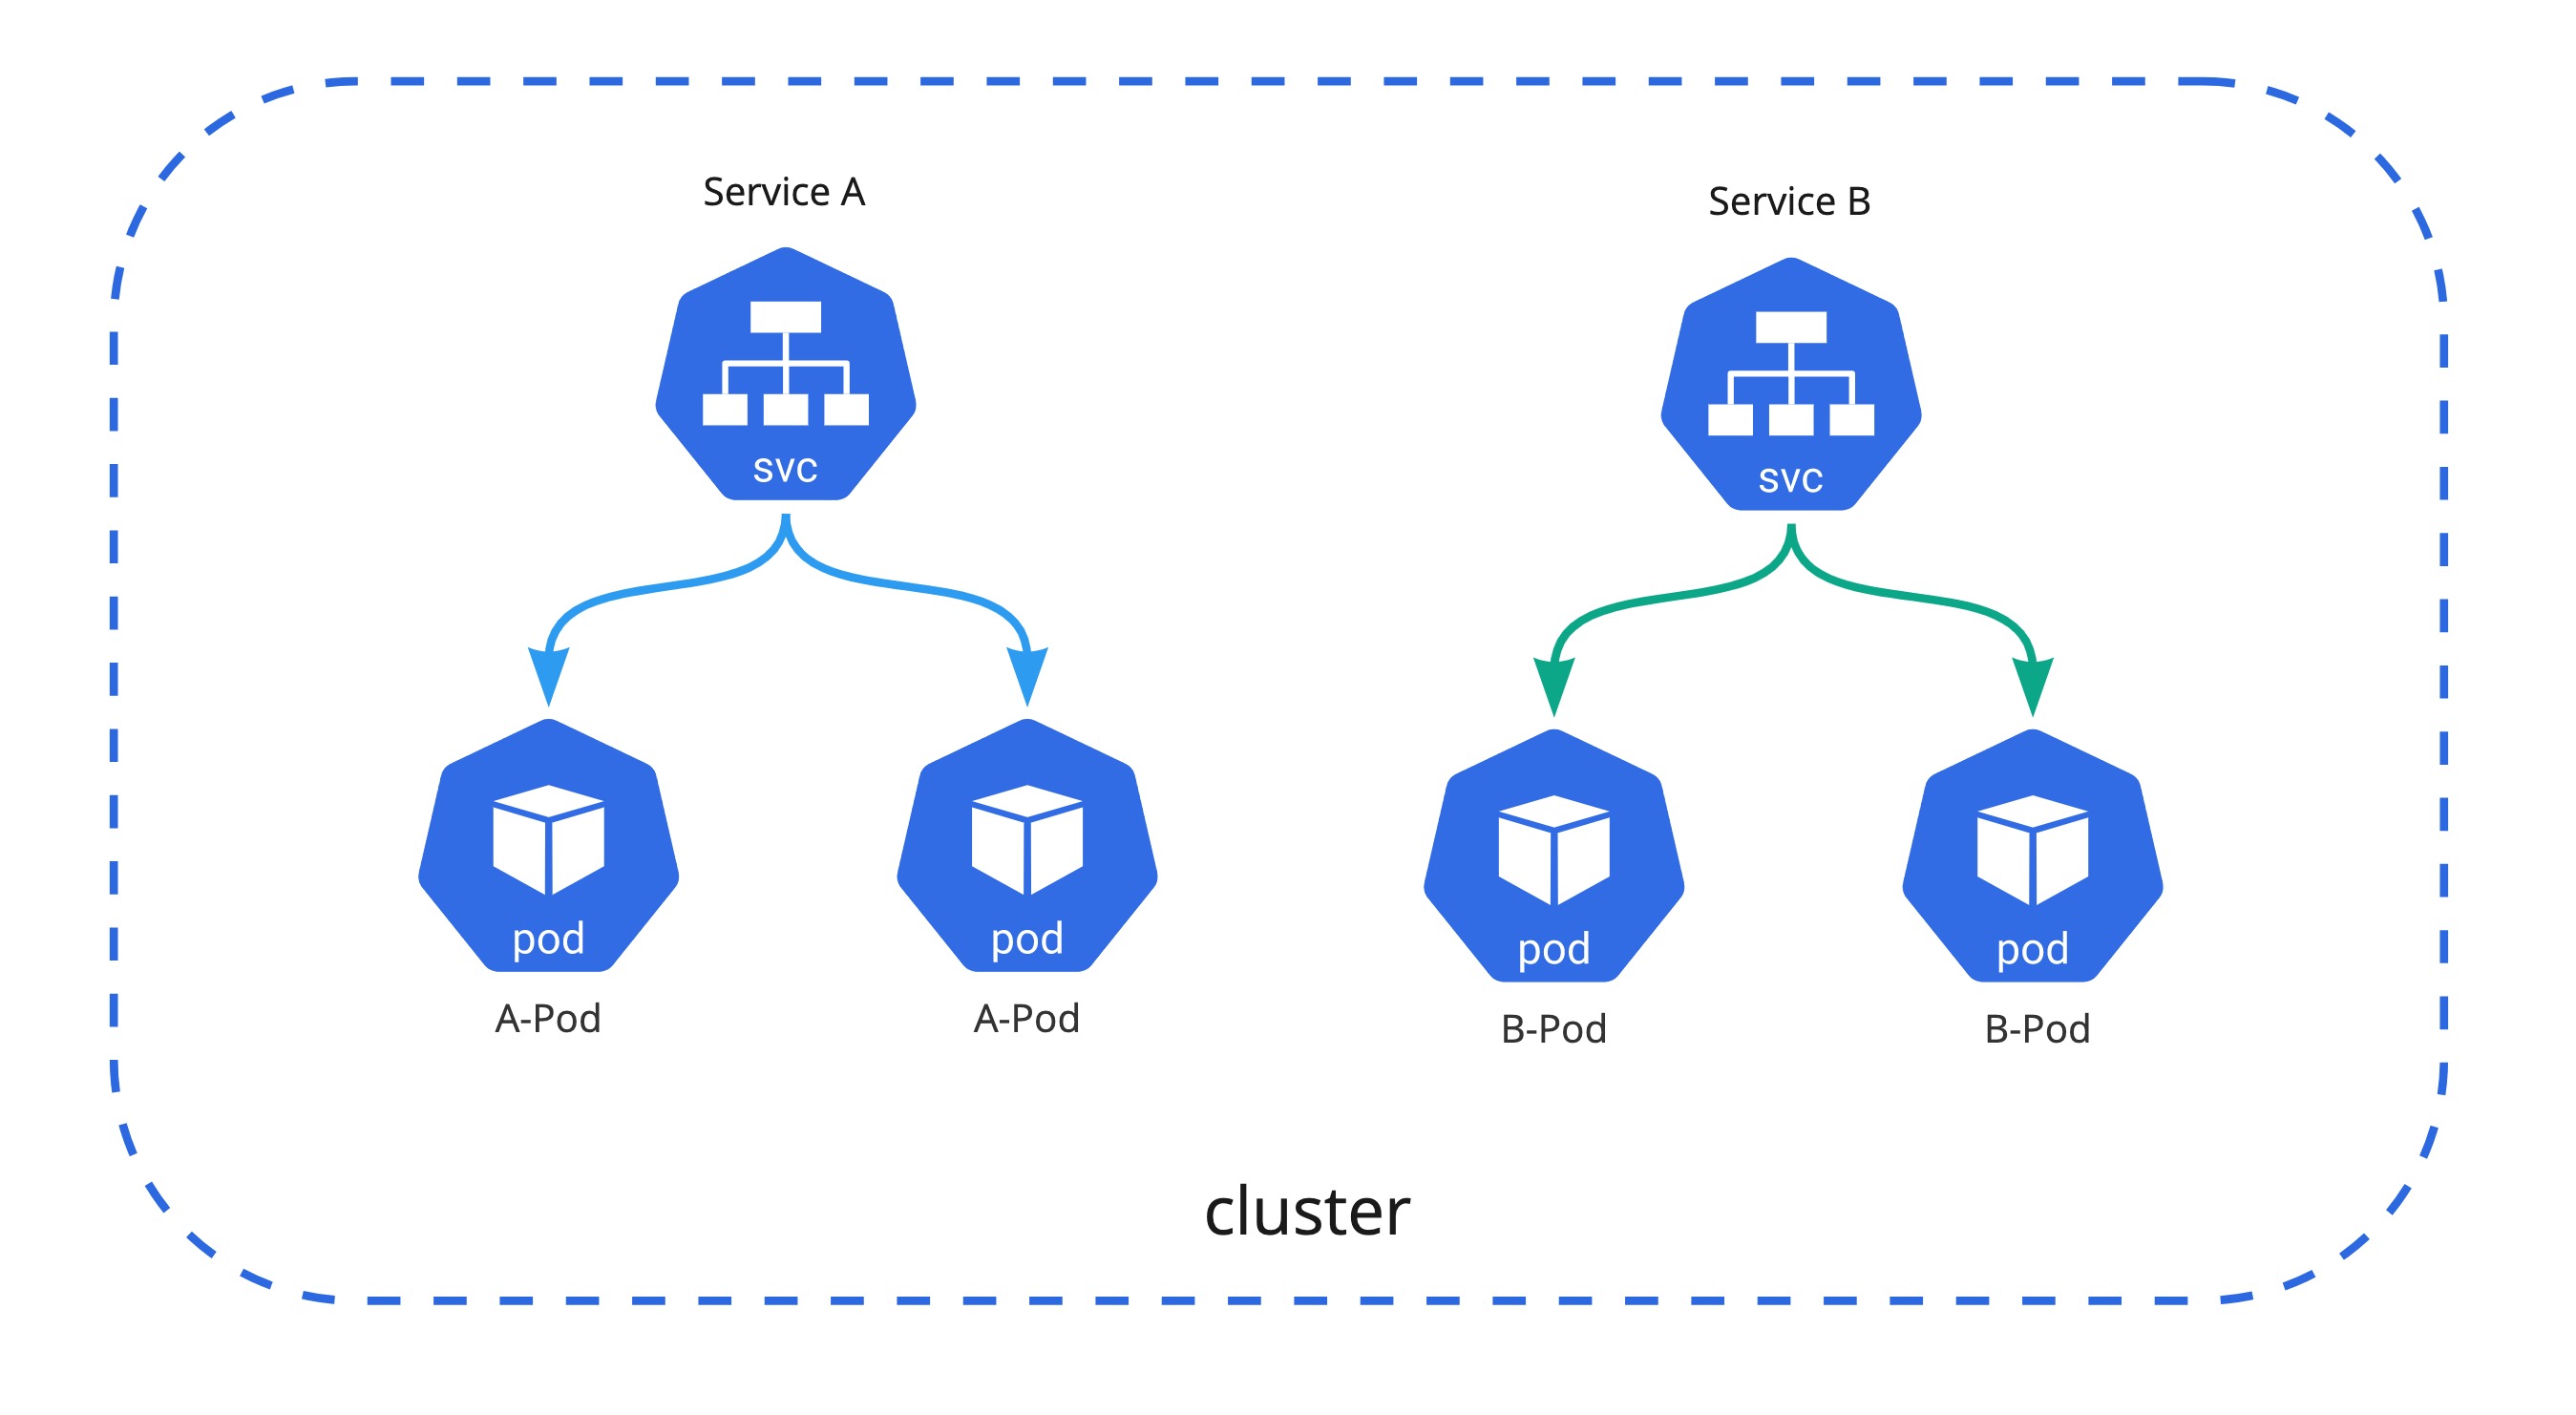 Service A
Service B
svc
svc
pod
pod
pod
pod
A-Pod
A-Pod
B-Pod
B-Pod
cluster